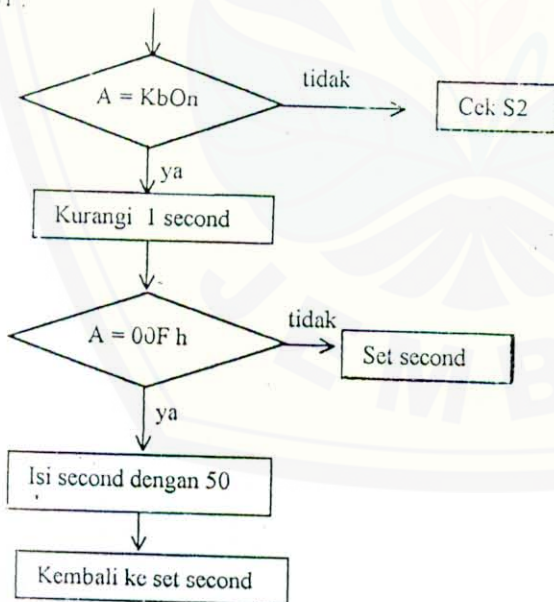 A = KbOn
tidak
Cek S2
ya
Kurangi 1 second
A = 00F h
tidak
Set second
ya
Isi second dengan 50
Kembali ke set second
JEMB